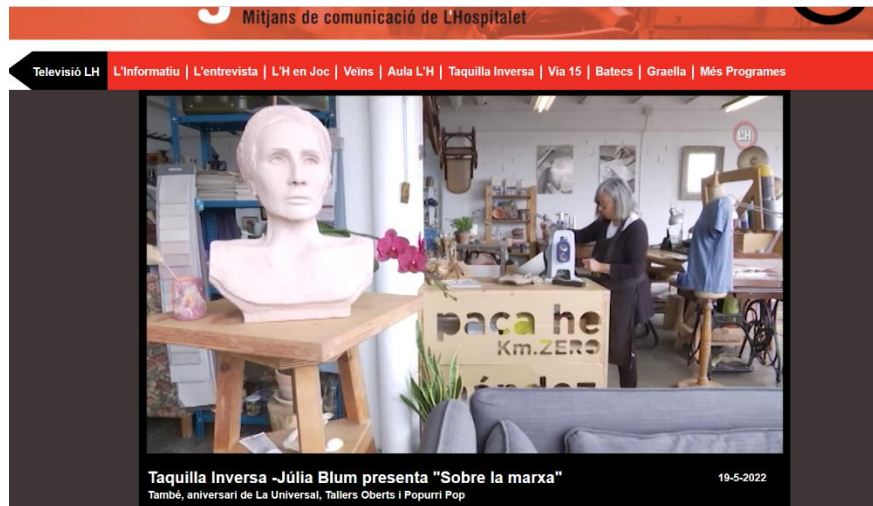 Mitjans de comunicació de L'Hospitalet
Televisió LH
L'Informatiu | L'entrevista | L'H en Joc | Veïns | Aula L'H | Taquilla Inversa | Via 15 | Batecs | Graella | Més Programes
L'H
paca he
Km.ZERO
Taquilla Inversa -Júlia Blum presenta "Sobre la marxa"
19-5-2022
També, aniversari de La Universal, Tallers Oberts i Popurri Pop